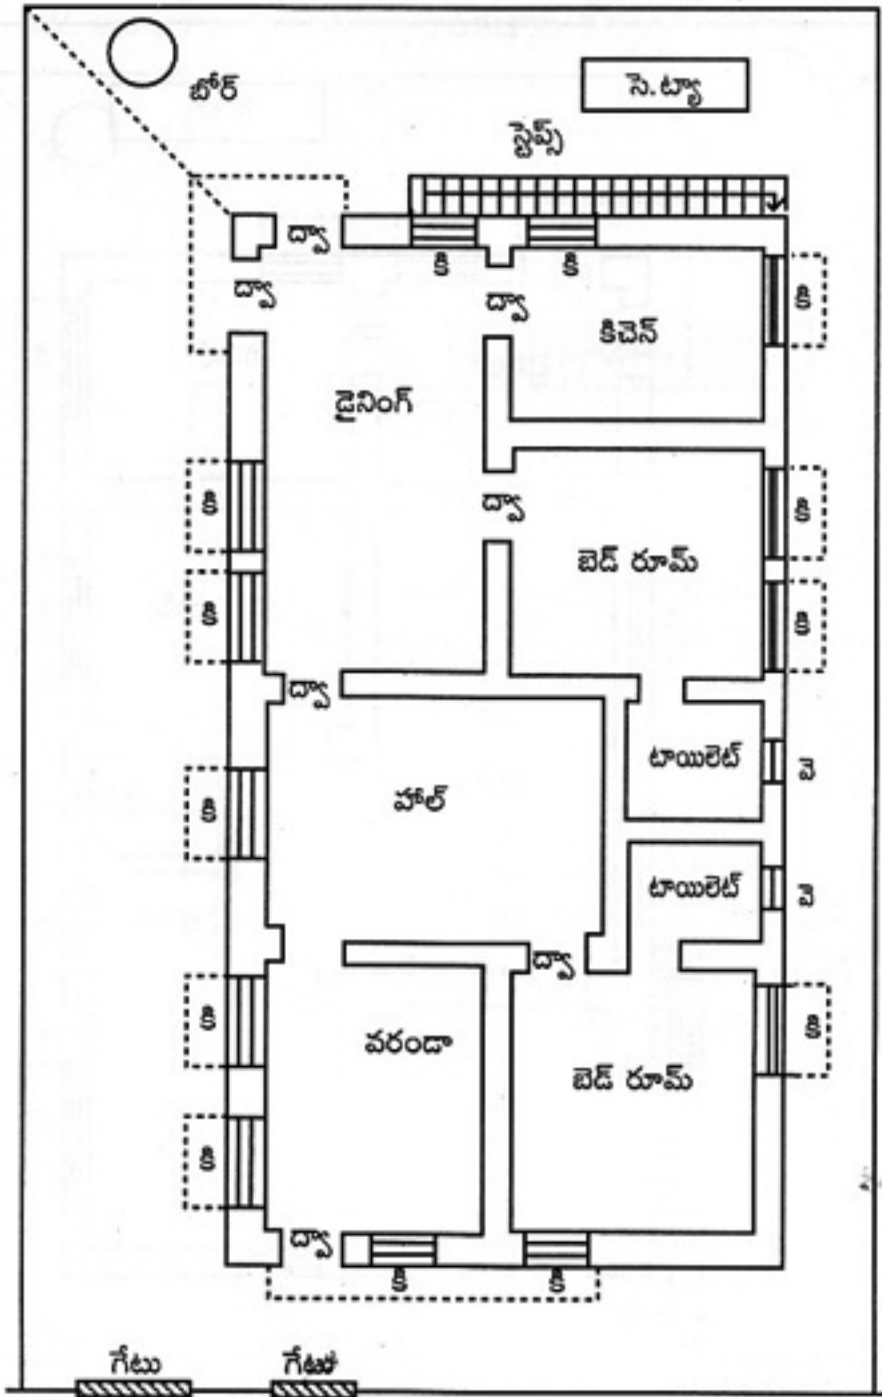 బోర్
సె.ట్యా
స్టెప్స్
ద్వా
కి
కి
ద్వా
ద్వా
కి
కిచెన్
డైనింగ్
కి
కి
ద్వా
బెడ్ రూమ్
కి
కి
ద్వా
టాయిలెట్
వె
కి
హాల్
టాయిలెట్
వె
ద్వా
కి
కి
వరండా
బెడ్ రూమ్
కి
ద్వా
కి
కి
గేటు
గేటు